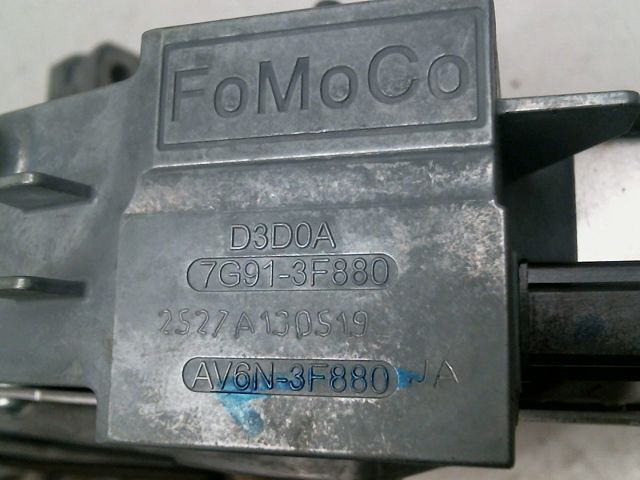 FoMoCo
D3D0A
7G91-3F880
2527A130519
AV6N-3F880 JA